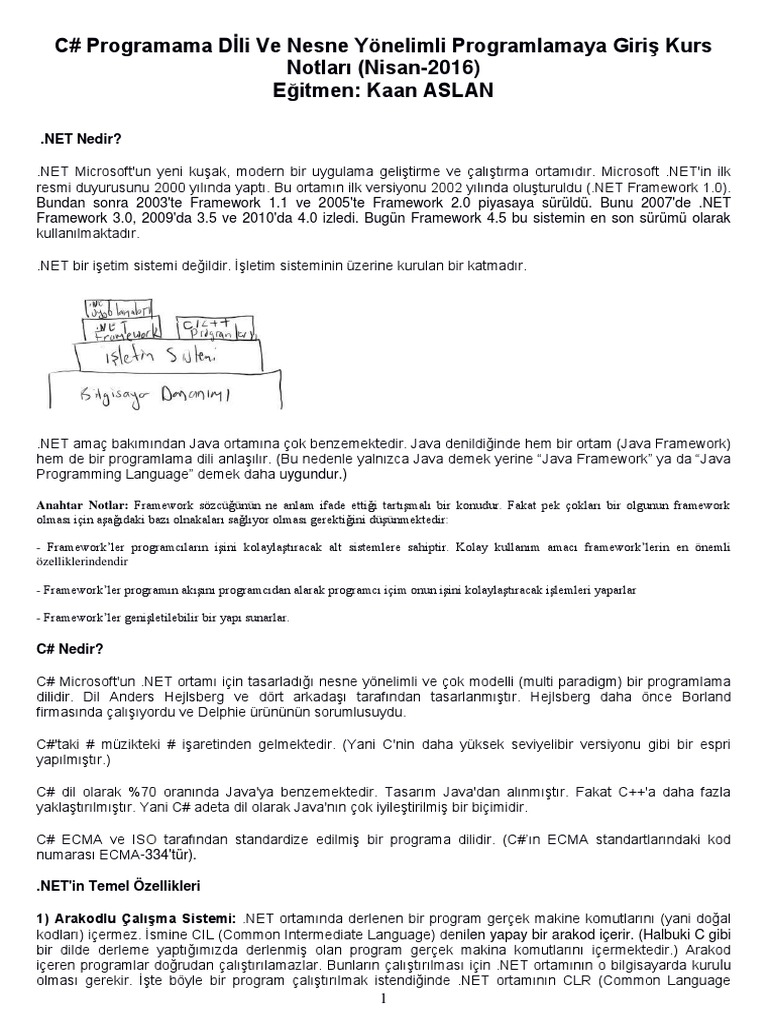 C# Programama Dİli Ve Nesne Yönelimli Programlamaya Giriş Kurs
Notları (Nisan-2016)
Eğitmen: Kaan ASLAN
.NET Nedir?
.NET Microsoft'un yeni kuşak, modern bir uygulama geliştirme ve çalıştırma ortamıdır. Microsoft .NET'in ilk
resmi duyurusunu 2000 yılında yaptı. Bu ortamın ilk versiyonu 2002 yılında oluşturuldu (.NET Framework 1.0).
Bundan sonra 2003'te Framework 1.1 ve 2005'te Framework 2.0 piyasaya sürüldü. Bunu 2007'de .NET
Framework 3.0, 2009'da 3.5 ve 2010'da 4.0 izledi. Bugün Framework 4.5 bu sistemin en son sürümü olarak
kullanılmaktadır.
.NET bir işetim sistemi değildir. İşletim sisteminin üzerine kurulan bir katmadır.
.NET
Framework
C/C++
Programları
İşletim Sistemi
Bilgisayar Donanımı
.NET amaç bakımından Java ortamına çok benzemektedir. Java denildiğinde hem bir ortam (Java Framework)
hem de bir programlama dili anlaşılır. (Bu nedenle yalnızca Java demek yerine “Java Framework” ya da “Java
Programming Language” demek daha uygundur.)
Anahtar Notlar: Framework sözcüğünün ne anlam ifade ettiği tartışmalı bir konudur. Fakat pek çokları bir olgunun framework
olması için aşağıdaki bazı olnakaları sağlıyor olması gerektiğini düşünmektedir:
- Framework’ler programcıların işini kolaylaştıracak alt sistemlere sahiptir. Kolay kullanım amacı framework’lerin en önemli
özelliklerindendir
- Framework’ler programın akışını programcıdan alarak programcı içim onun işini kolaylaştıracak işlemleri yaparlar
- Framework’ler genişletilebilir bir yapı sunarlar.
C# Nedir?
C# Microsoft'un .NET ortamı için tasarladığı nesne yönelimli ve çok modelli (multi paradigm) bir programlama
dilidir. Dil Anders Hejlsberg ve dört arkadaşı tarafından tasarlanmıştır. Hejlsberg daha önce Borland
firmasında çalışıyordu ve Delphie ürününün sorumlusuydu.
C#'taki # müzikteki # işaretinden gelmektedir. (Yani C'nin daha yüksek seviyelibir versiyonu gibi bir espri
yapılmıştır.)
C# dil olarak %70 oranında Java'ya benzemektedir. Tasarım Java'dan alınmıştır. Fakat C++'a daha fazla
yaklaştırılmıştır. Yani C# adeta dil olarak Java'nın çok iyileştirilmiş bir biçimidir.
C# ECMA ve ISO tarafından standardize edilmiş bir programa dilidir. (C#’ın ECMA standartlarındaki kod
numarası ECMA-334'tür).
.NET'in Temel Özellikleri
1) Arakodlu Çalışma Sistemi: .NET ortamında derlenen bir program gerçek makine komutlarını (yani doğal
kodları) içermez. İsmine CIL (Common Intermediate Language) denilen yapay bir arakod içerir. (Halbuki C gibi
bir dilde derleme yaptığımızda derlenmiş olan program gerçek makina komutlarını içermektedir.) Arakod
içeren programlar doğrudan çalıştırılamazlar. Bunların çalıştırılması için .NET ortamının o bilgisayarda kurulu
olması gerekir. İşte böyle bir program çalıştırılmak istendiğinde .NET ortamının CLR (Common Language
1